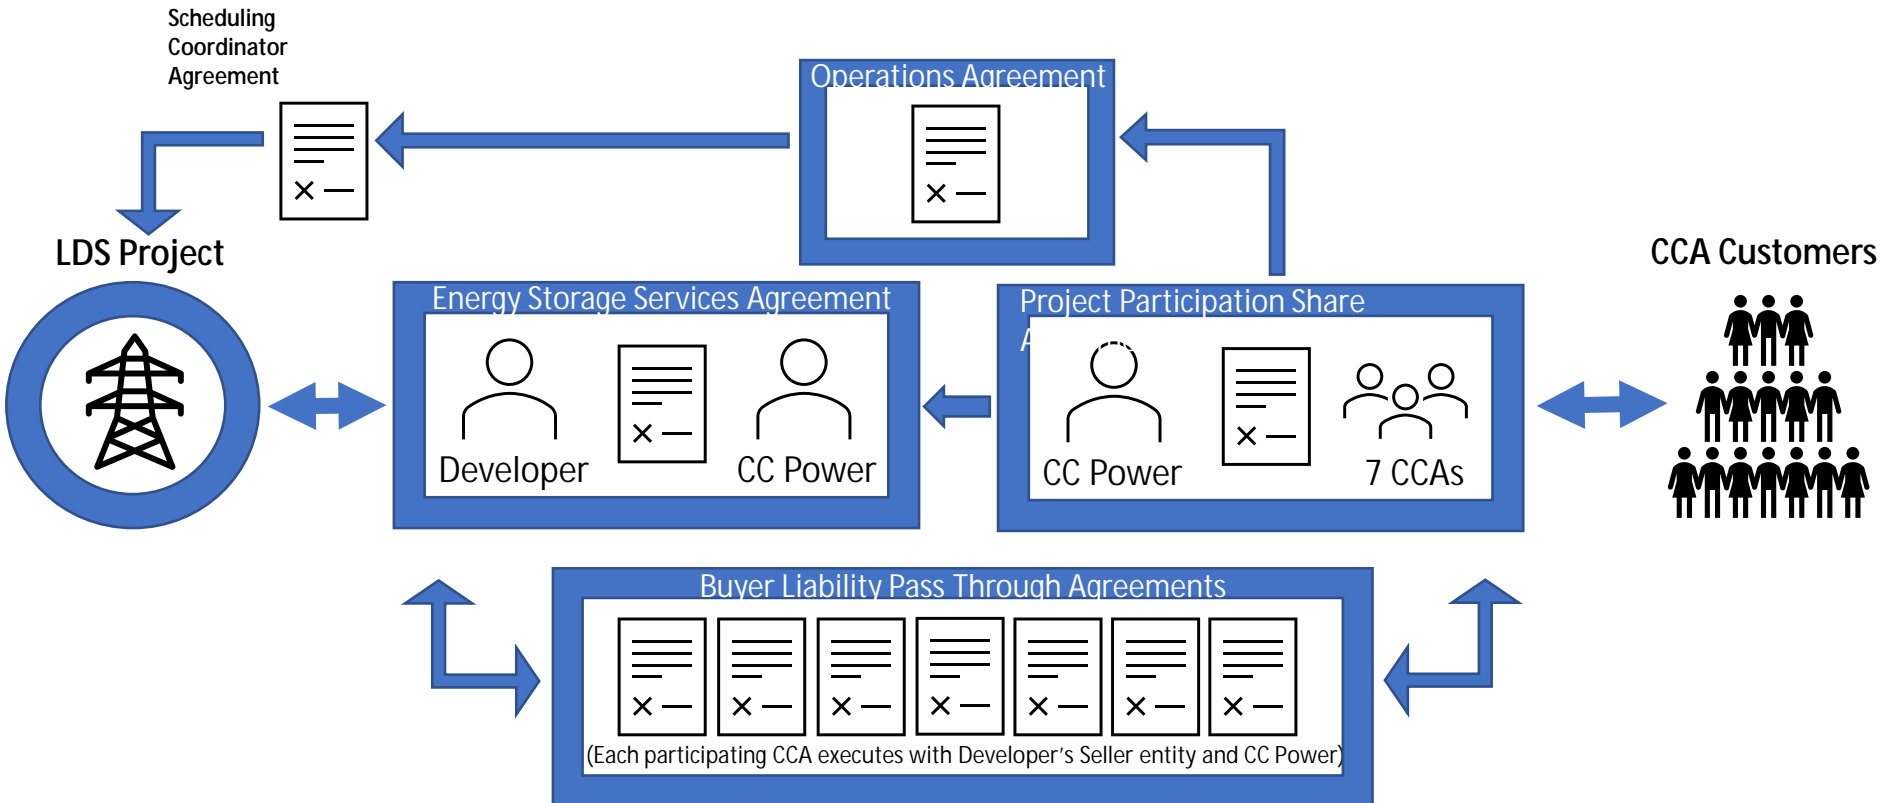 Scheduling
Coordinator
Agreement
Operations Agreement
LDS Project
CCA Customers
Energy Storage Services Agreement
Project Participation Share
Developer
CC Power
CC Power
7 CCAs
Buyer Liability Pass Through Agreements
(Each participating CCA executes with Developer's Seller entity and CC Power)